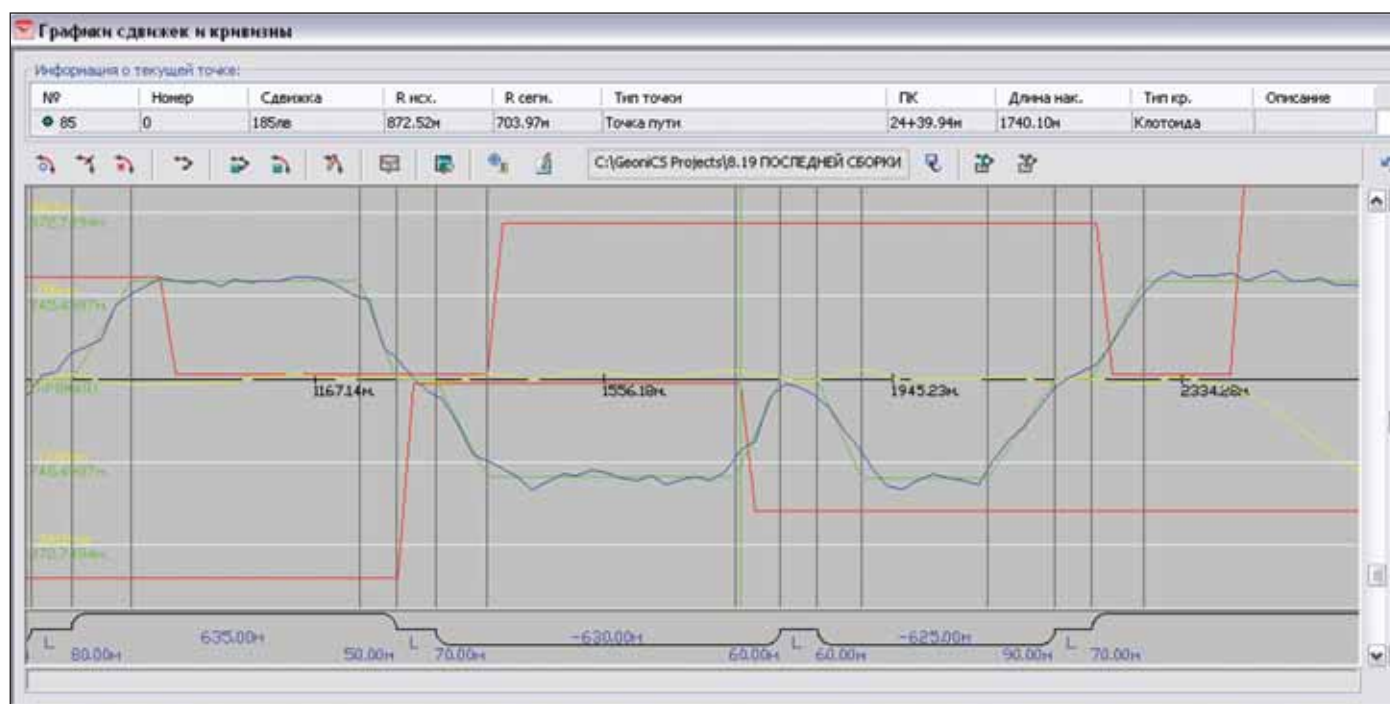 Графики сдвижек и кривизны
Информация о текущей точке:
№ Номер Сдвижка R исх. R сегн. Тип точки ПК Длина нак. Тип кр. Описание
85 0 185лв 872.52м 703.97м Точка пути 24+39.94м 1740.10м Клотоида
C:\GeoniCS Projects\8.19 ПОСЛЕДНЕЙ СБОРКИ
1167.14м. 1556.18м. 1945.23м. 2334.28м.
L 635.00м L -630.00м L -625.00м L
80.00м 50.00м 70.00м 60.00м 60.00м 90.00м 70.00м